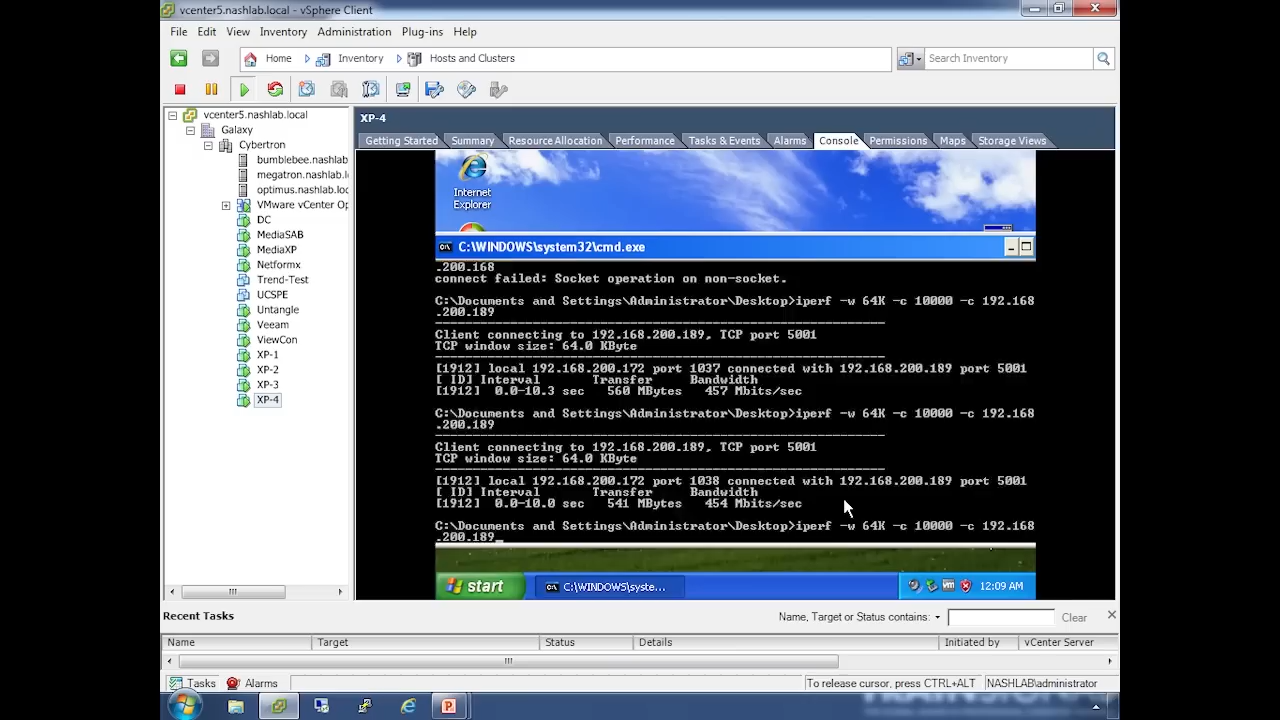 vcenter5.nashlab.local - vSphere Client
File Edit View Inventory Administration Plug-ins Help
Home Inventory Hosts and Clusters Search Inventory
vcenter5.nashlab.local
Galaxy
Cybertron
bumblebee.nashlab
megatron.nashlab.l
optimus.nashlab.loc
VMware vCenter Op
DC
MediaSAB
MediaXP
Netformx
Trend-Test
UCSPE
Untangle
Veeam
ViewCon
XP-1
XP-2
XP-3
XP-4
XP-4
Getting Started Summary Resource Allocation Performance Tasks & Events Alarms Console Permissions Maps Storage Views
Internet
Explorer
C:\WINDOWS\system32\cmd.exe
.200.168
connect failed: Socket operation on non-socket.
C:\Documents and Settings\Administrator\Desktop>iperf -w 64K -c 10000 -c 192.168
.200.189
Client connecting to 192.168.200.189, TCP port 5001
TCP window size: 64.0 KByte
[1912] local 192.168.200.172 port 1037 connected with 192.168.200.189 port 5001
[ ID] Interval Transfer Bandwidth
[1912] 0.0-10.3 sec 560 MBytes 457 Mbits/sec
C:\Documents and Settings\Administrator\Desktop>iperf -w 64K -c 10000 -c 192.168
.200.189
Client connecting to 192.168.200.189, TCP port 5001
TCP window size: 64.0 KByte
[1912] local 192.168.200.172 port 1038 connected with 192.168.200.189 port 5001
[ ID] Interval Transfer Bandwidth
[1912] 0.0-10.0 sec 541 MBytes 454 Mbits/sec
C:\Documents and Settings\Administrator\Desktop>iperf -w 64K -c 10000 -c 192.168
.200.189_
start C:\WINDOWS\syste... 12:09 AM
Recent Tasks Name, Target or Status contains: Clear
Name Target Status Details Initiated by vCenter Server
Tasks Alarms To release cursor, press CTRL+ALT NASHLAB\administrator